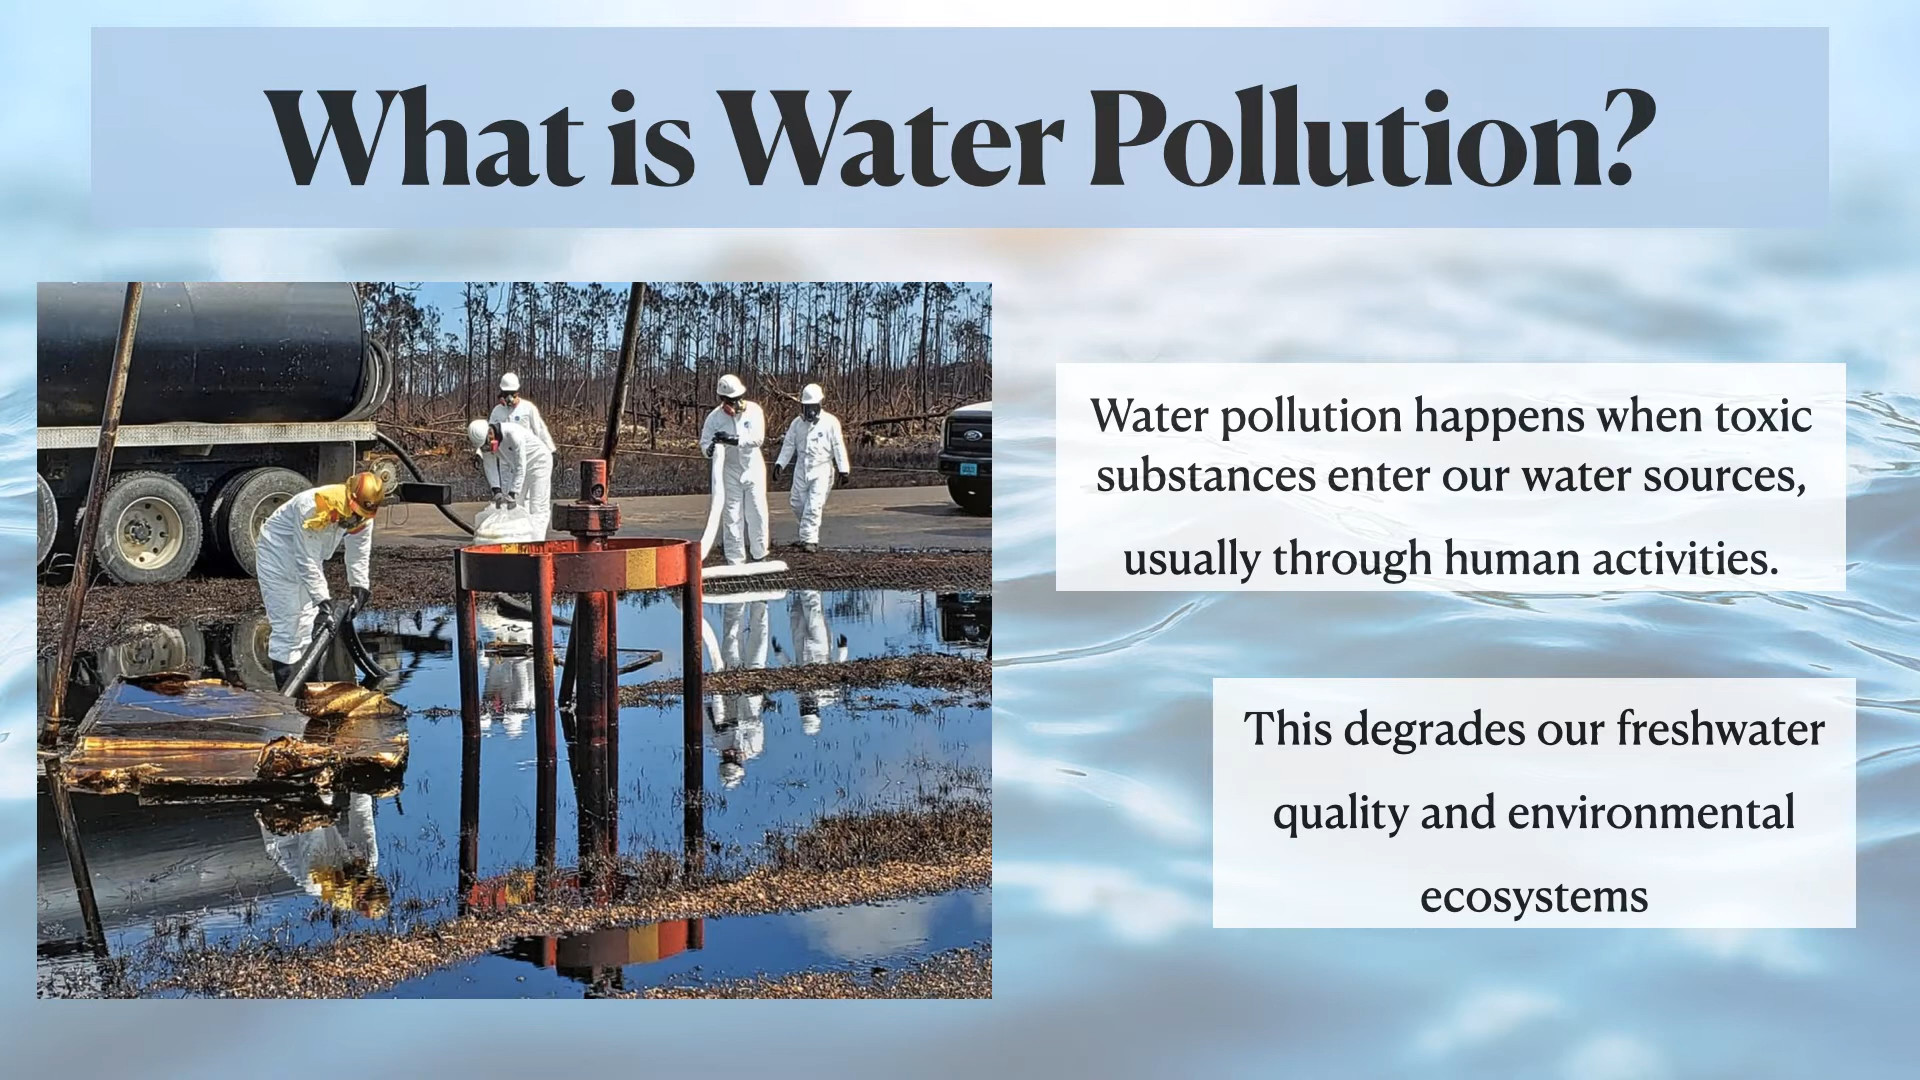 What is Water Pollution?
Water pollution happens when toxic
substances enter our water sources,
usually through human activities.
This degrades our freshwater
quality and environmental
ecosystems